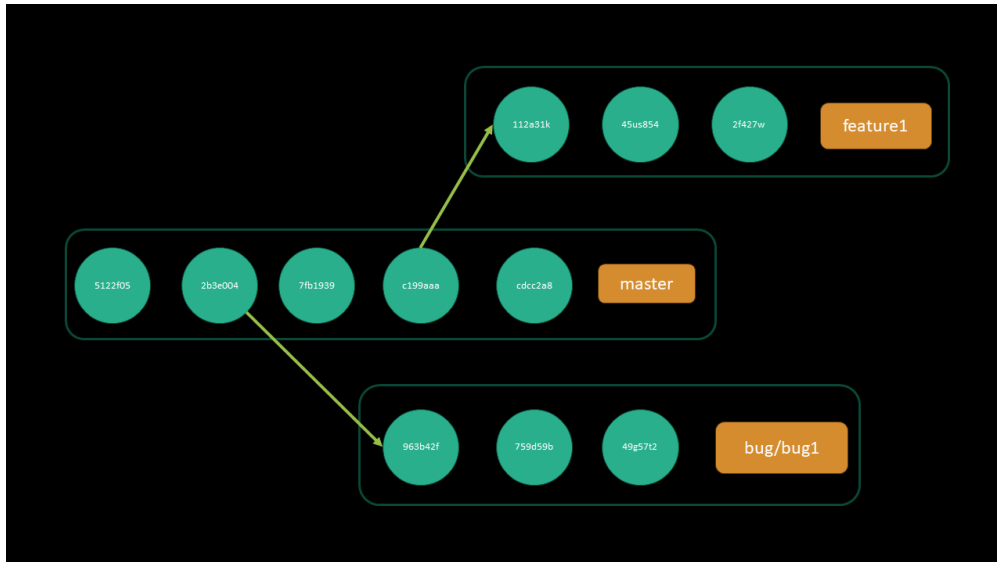 112a31k
45us854
2f427w
feature1
5122f05
2b3e004
7fb1939
c199aaa
cdcc2a8
master
963b42f
759d59b
49g57t2
bug/bug1